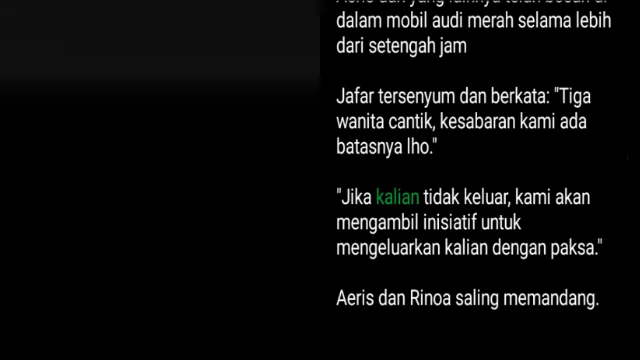 dalam mobil audi merah selama lebih
dari setengah jam
Jafar tersenyum dan berkata: "Tiga
wanita cantik, kesabaran kami ada
batasnya lho."
"Jika kalian tidak keluar, kami akan
mengambil inisiatif untuk
mengeluarkan kalian dengan paksa."
Aeris dan Rinoa saling memandang.